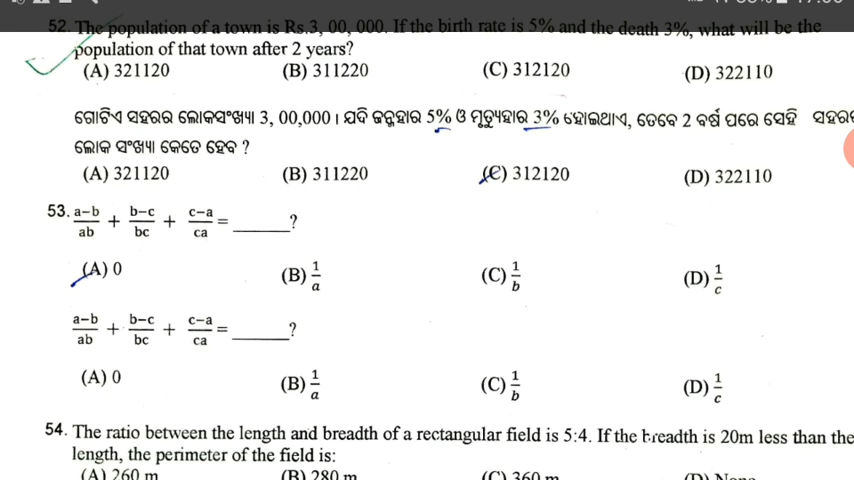 52. The population of a town is Rs.3, 00, 000. If the birth rate is 5% and the death 3%, what will be the
population of that town after 2 years?
(A) 321120 (B) 311220 (C) 312120 (D) 322110
ଗୋଟିଏ ସହରର ଲୋକସଂଖ୍ୟା 3, 00,000 । ଯଦି ଜନ୍ମହାର 5% ଓ ମୃତ୍ୟୁହାର 3% ହୋଇଥାଏ, ତେବେ 2 ବର୍ଷ ପରେ ସେହି ସହରର
ଲୋକ ସଂଖ୍ୟା କେତେ ହେବ ?
(A) 321120 (B) 311220 (C) 312120 (D) 322110
53. a−b/ab + b−c/bc + c−a/ca = ______?
(A) 0 (B) 1/a (C) 1/b (D) 1/c
a−b/ab + b−c/bc + c−a/ca = ______?
(A) 0 (B) 1/a (C) 1/b (D) 1/c
54. The ratio between the length and breadth of a rectangular field is 5:4. If the breadth is 20m less than the
length, the perimeter of the field is:
(A) 260 m (B) 280 m (C) 360 m (D) None